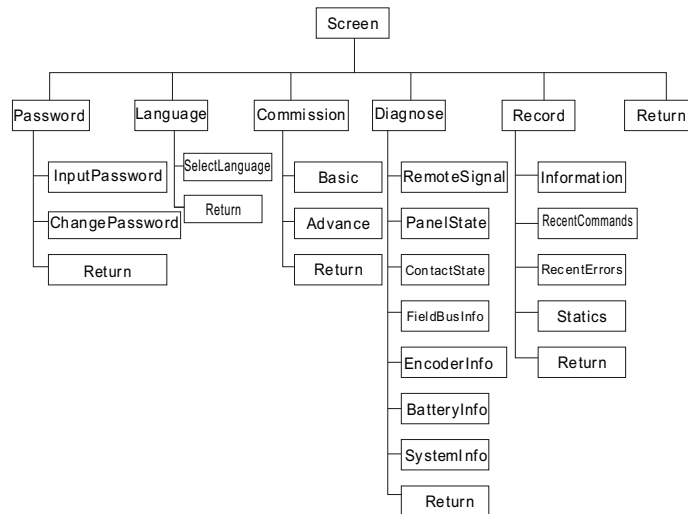 Screen
Password
Language
Commission
Diagnose
Record
Return
InputPassword
ChangePassword
Return
SelectLanguage
Return
Basic
Advance
Return
RemoteSignal
PanelState
ContactState
FieldBusInfo
EncoderInfo
BatteryInfo
SystemInfo
Return
Information
RecentCommands
RecentErrors
Statics
Return